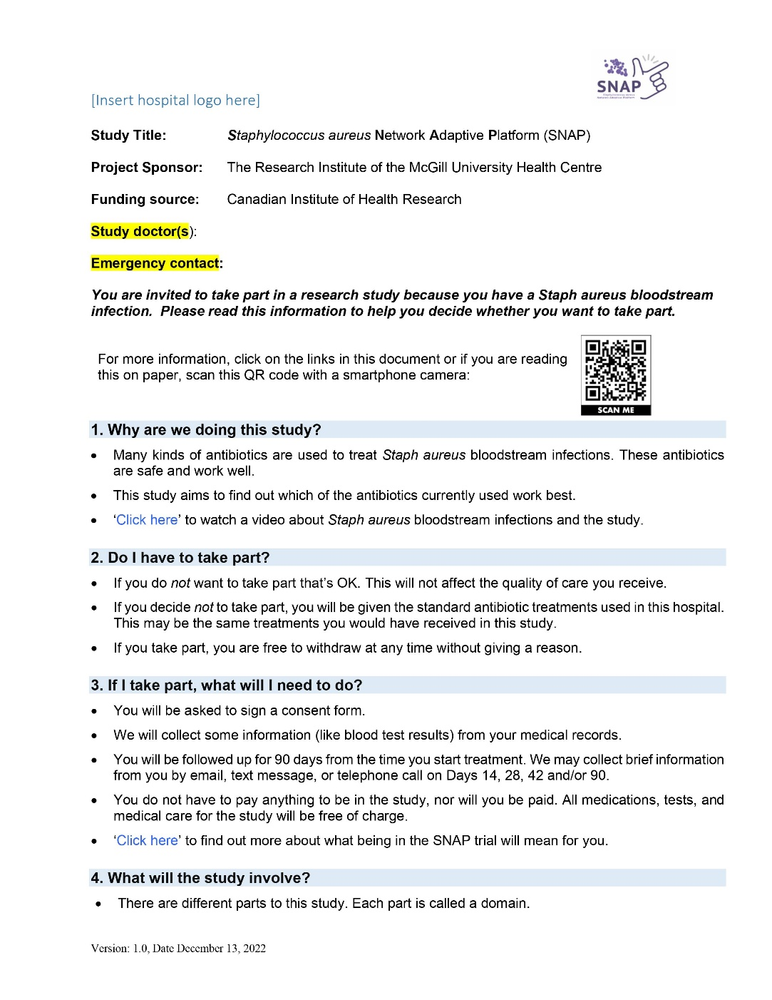 SNAP
[Insert hospital logo here]
Study Title: Staphylococcus aureus Network Adaptive Platform (SNAP)
Project Sponsor: The Research Institute of the McGill University Health Centre
Funding source: Canadian Institute of Health Research
Study doctor(s):
Emergency contact:
You are invited to take part in a research study because you have a Staph aureus bloodstream
infection.  Please read this information to help you decide whether you want to take part.
For more information, click on the links in this document or if you are reading
this on paper, scan this QR code with a smartphone camera:
SCAN ME
1. Why are we doing this study?
• Many kinds of antibiotics are used to treat Staph aureus bloodstream infections. These antibiotics
are safe and work well.
• This study aims to find out which of the antibiotics currently used work best.
• ‘Click here’ to watch a video about Staph aureus bloodstream infections and the study.
2. Do I have to take part?
• If you do not want to take part that’s OK. This will not affect the quality of care you receive.
• If you decide not to take part, you will be given the standard antibiotic treatments used in this hospital.
This may be the same treatments you would have received in this study.
• If you take part, you are free to withdraw at any time without giving a reason.
3. If I take part, what will I need to do?
• You will be asked to sign a consent form.
• We will collect some information (like blood test results) from your medical records.
• You will be followed up for 90 days from the time you start treatment. We may collect brief information
from you by email, text message, or telephone call on Days 14, 28, 42 and/or 90.
• You do not have to pay anything to be in the study, nor will you be paid. All medications, tests, and
medical care for the study will be free of charge.
• ‘Click here’ to find out more about what being in the SNAP trial will mean for you.
4. What will the study involve?
• There are different parts to this study. Each part is called a domain.
Version: 1.0, Date December 13, 2022